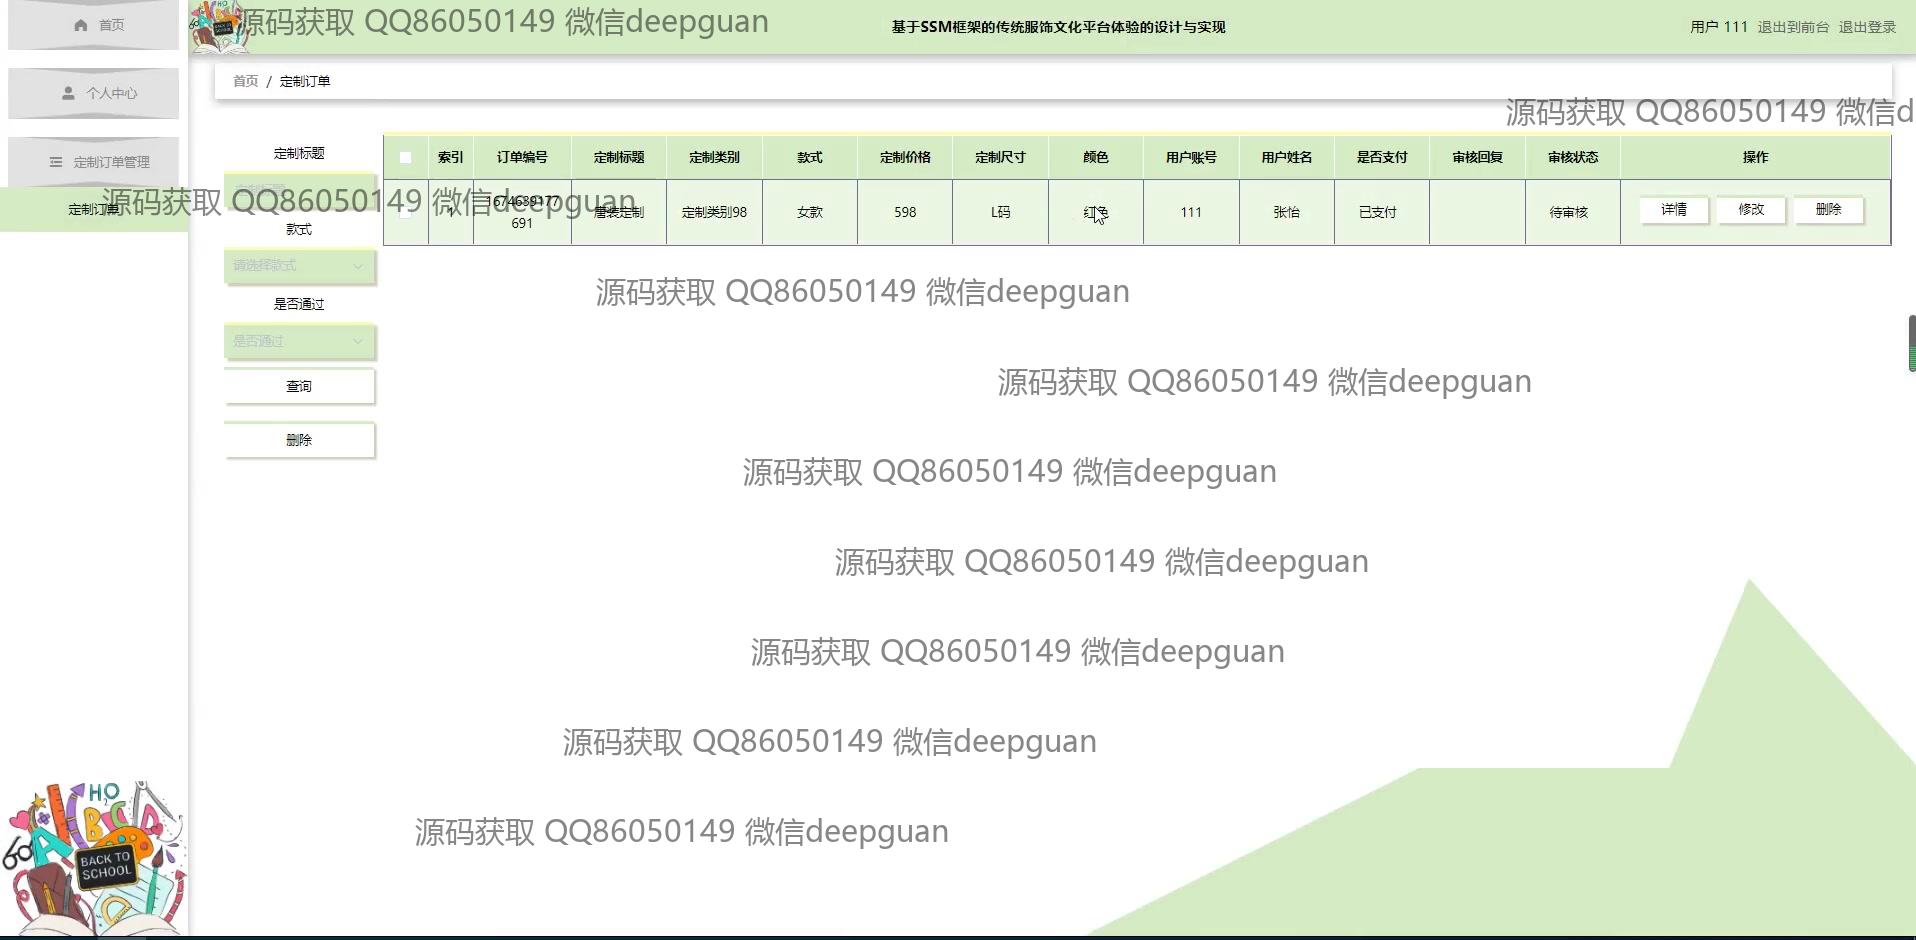 首页
个人中心
定制订单管理
定制订单
源码获取 QQ86050149 微信deepguan
基于SSM框架的传统服饰文化平台体验的设计与实现
用户 111 退出到前台 退出登录
首页 / 定制订单
源码获取 QQ86050149 微信d
定制标题
源码获取 QQ86050149 微信deepguan
款式
请选择款式
是否通过
是否通过
查询
删除
索引 订单编号 定制标题 定制类别 款式 定制价格 定制尺寸 颜色 用户账号 用户姓名 是否支付 审核回复 审核状态 操作
1 1674639177691 唐装定制 定制类别98 女款 598 L码 红色 111 张怡 已支付 待审核 详情 修改 删除
源码获取 QQ86050149 微信deepguan
源码获取 QQ86050149 微信deepguan
源码获取 QQ86050149 微信deepguan
源码获取 QQ86050149 微信deepguan
源码获取 QQ86050149 微信deepguan
源码获取 QQ86050149 微信deepguan
源码获取 QQ86050149 微信deepguan
H2O
ABCD
BACK TO
SCHOOL